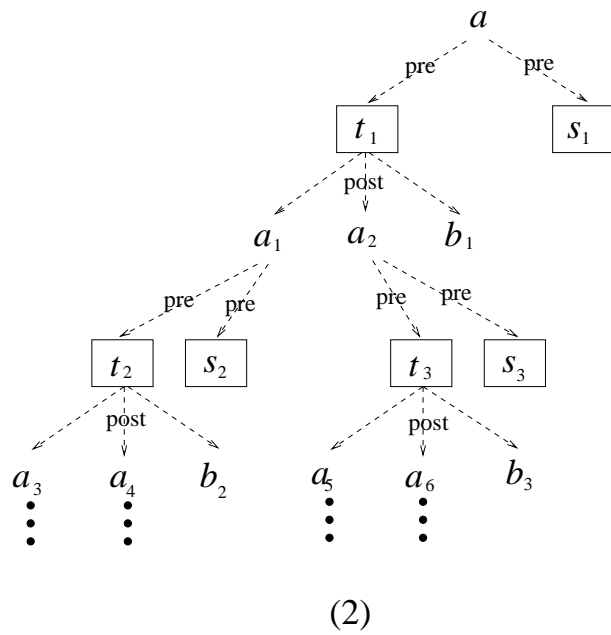 a
pre pre
t₁ s₁
post
a₁ a₂ b₁
pre pre pre pre
t₂ s₂ t₃ s₃
post post
a₃ a₄ b₂ a₅ a₆ b₃
(2)